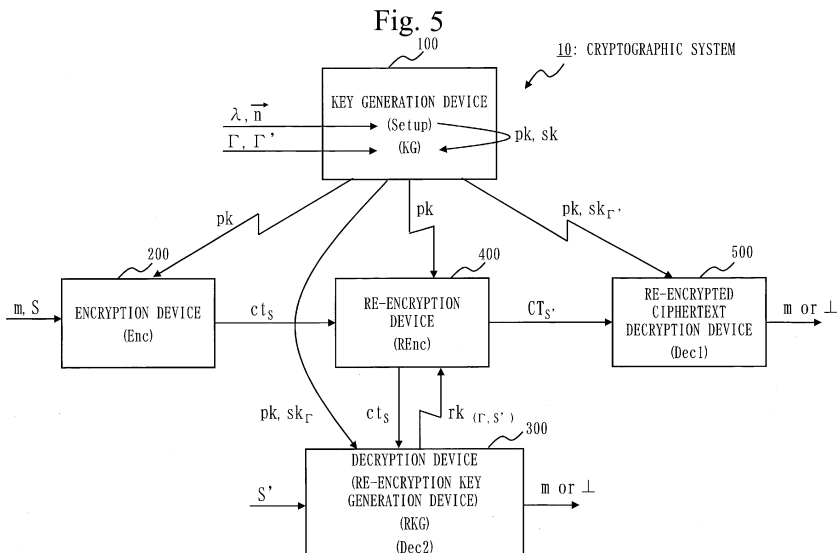 Fig. 5
100
10: CRYPTOGRAPHIC SYSTEM
KEY GENERATION DEVICE
(Setup)
(KG)
λ, n⃗
Γ, Γ'
pk, sk
pk
pk
pk, skΓ'
200
400
500
m, S
ENCRYPTION DEVICE
(Enc)
ctS
RE-ENCRYPTION
DEVICE
(REnc)
CTS'
RE-ENCRYPTED
CIPHERTEXT
DECRYPTION DEVICE
(Dec1)
m or ⊥
pk, skΓ
ctS
rk (Γ, S')
300
S'
DECRYPTION DEVICE
(RE-ENCRYPTION KEY
GENERATION DEVICE)
(RKG)
(Dec2)
m or ⊥